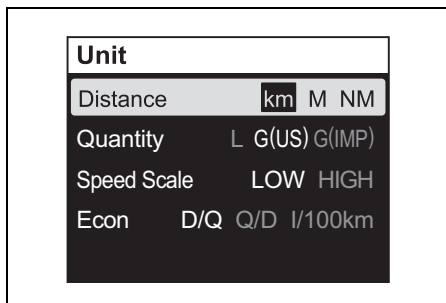 Unit
Distance km M NM
Quantity L G(US) G(IMP)
Speed Scale LOW HIGH
Econ D/Q Q/D l/100km